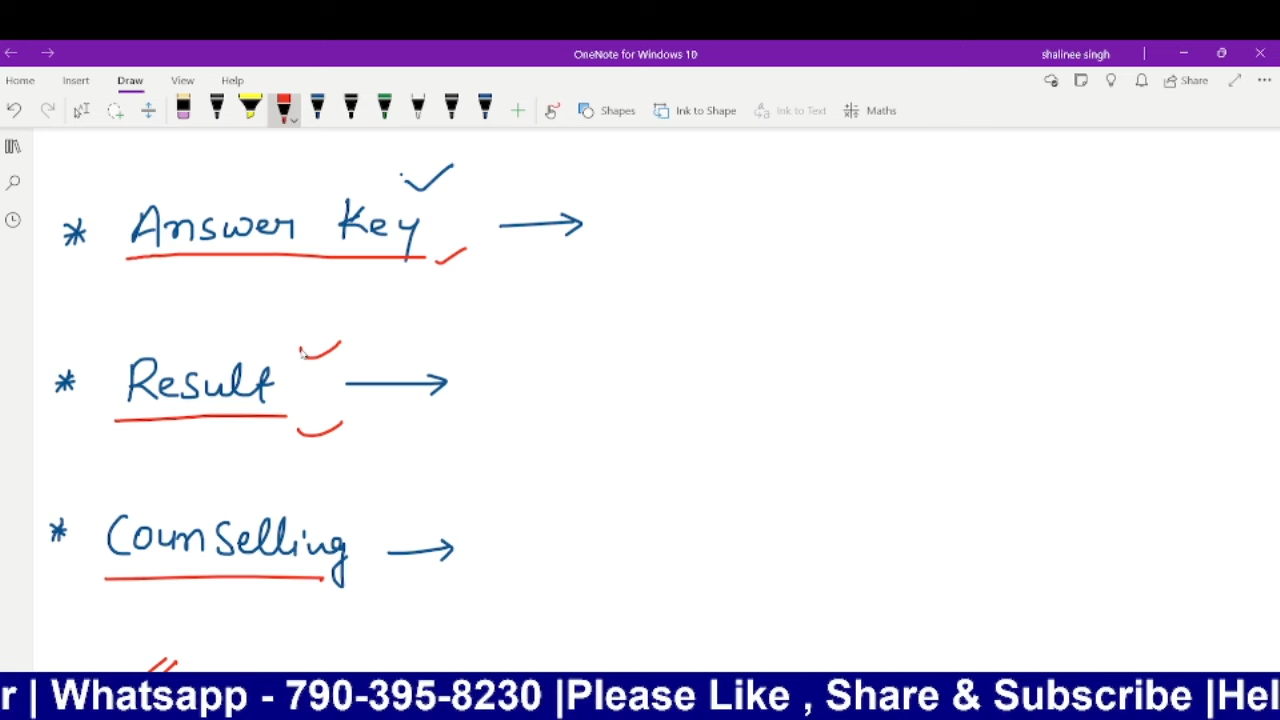 OneNote for Windows 10
shalinee singh
Home Insert Draw View Help
Share
Shapes Ink to Shape Ink to Text Maths
* Answer Key →
* Result →
* Counselling →
r | Whatsapp - 790-395-8230 |Please Like , Share & Subscribe |Hel